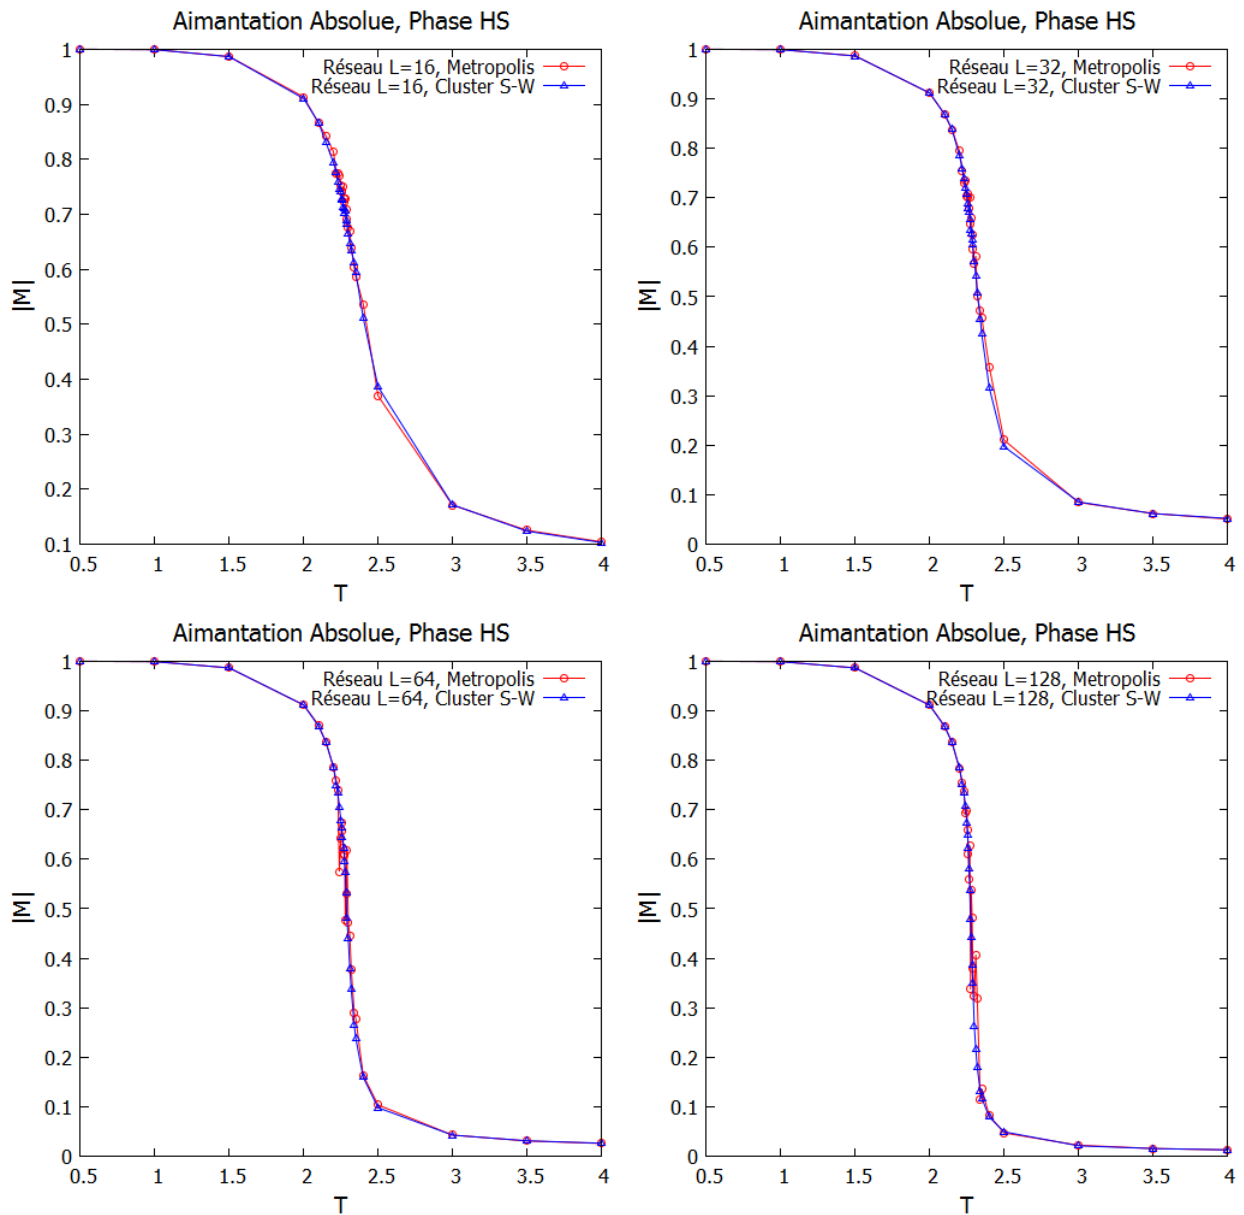 Aimantation Absolue, Phase HS
Réseau L=16, Metropolis
Réseau L=16, Cluster S-W
|M|
1
0.9
0.8
0.7
0.6
0.5
0.4
0.3
0.2
0.1
0.5 1 1.5 2 2.5 3 3.5 4
T
Aimantation Absolue, Phase HS
Réseau L=32, Metropolis
Réseau L=32, Cluster S-W
|M|
1
0.9
0.8
0.7
0.6
0.5
0.4
0.3
0.2
0.1
0
0.5 1 1.5 2 2.5 3 3.5 4
T
Aimantation Absolue, Phase HS
Réseau L=64, Metropolis
Réseau L=64, Cluster S-W
|M|
1
0.9
0.8
0.7
0.6
0.5
0.4
0.3
0.2
0.1
0
0.5 1 1.5 2 2.5 3 3.5 4
T
Aimantation Absolue, Phase HS
Réseau L=128, Metropolis
Réseau L=128, Cluster S-W
|M|
1
0.9
0.8
0.7
0.6
0.5
0.4
0.3
0.2
0.1
0
0.5 1 1.5 2 2.5 3 3.5 4
T